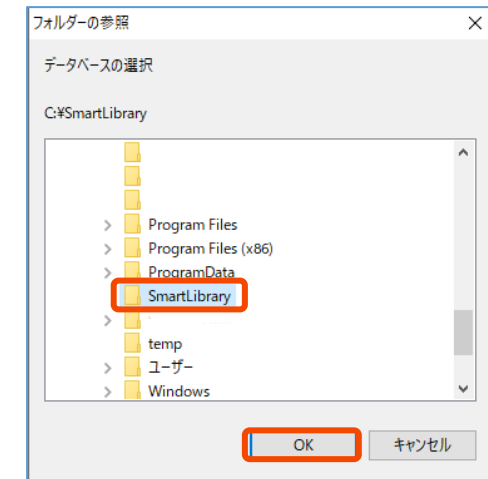 フォルダーの参照
データベースの選択
C:¥SmartLibrary
Program Files
Program Files (x86)
ProgramData
SmartLibrary
temp
ユーザー
Windows
OK
キャンセル